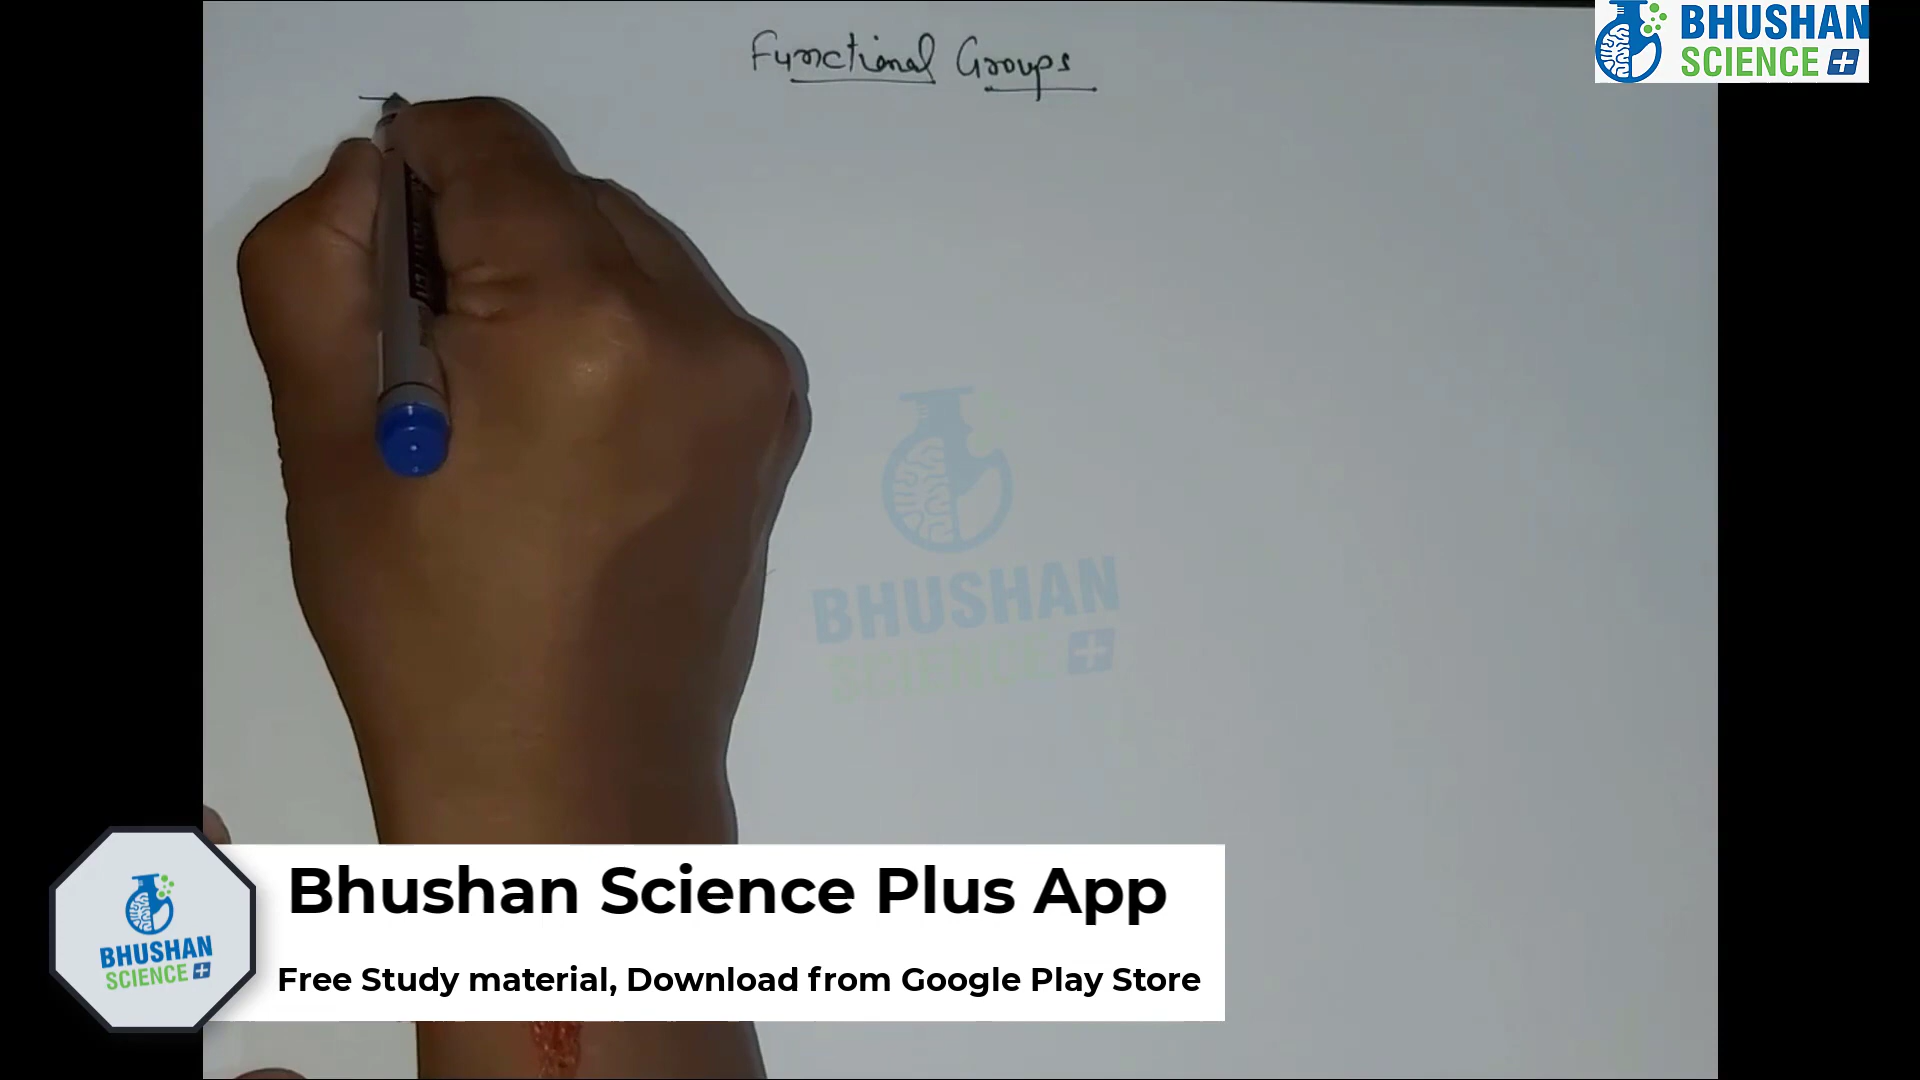 Functional Groups
BHUSHAN
SCIENCE
BHUSHAN
SCIENCE
Bhushan Science Plus App
Free Study material, Download from Google Play Store
BHUSHAN
SCIENCE